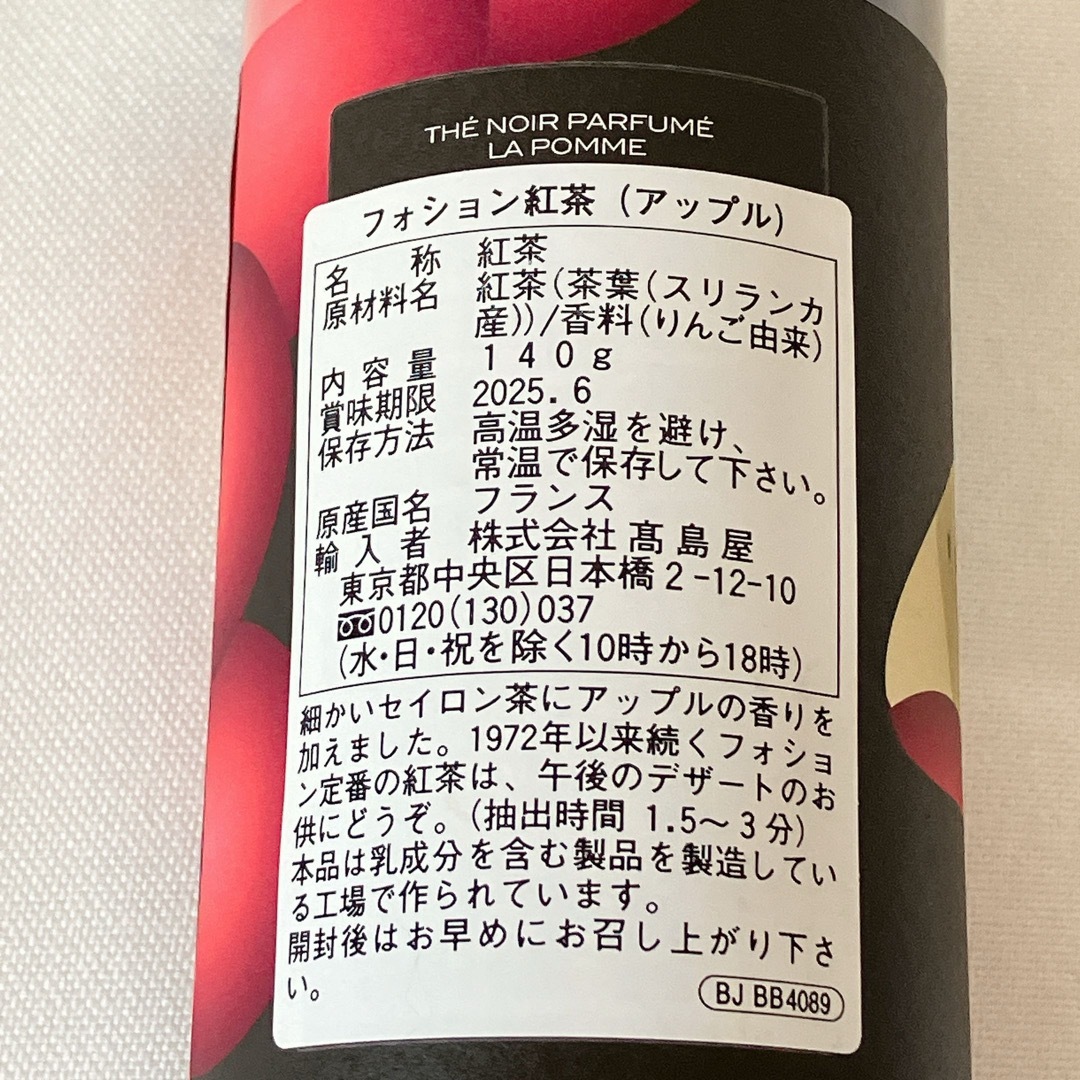 THÉ NOIR PARFUMÉ
LA POMME
フォション紅茶（アップル）
名称 紅茶
原材料名 紅茶（茶葉（スリランカ
産））/香料（りんご由来）
内容量 １４０ｇ
賞味期限 2025.6
保存方法 高温多湿を避け、
常温で保存して下さい。
原産国名 フランス
輸入者 株式会社髙島屋
東京都中央区日本橋２-12-10
0120(130)037
(水・日・祝を除く10時から18時)
細かいセイロン茶にアップルの香りを
加えました。1972年以来続くフォショ
ン定番の紅茶は、午後のデザートのお
供にどうぞ。(抽出時間 1.5～３分)
本品は乳成分を含む製品を製造してい
る工場で作られています。
開封後はお早めにお召し上がり下さ
い。
BJ BB4089